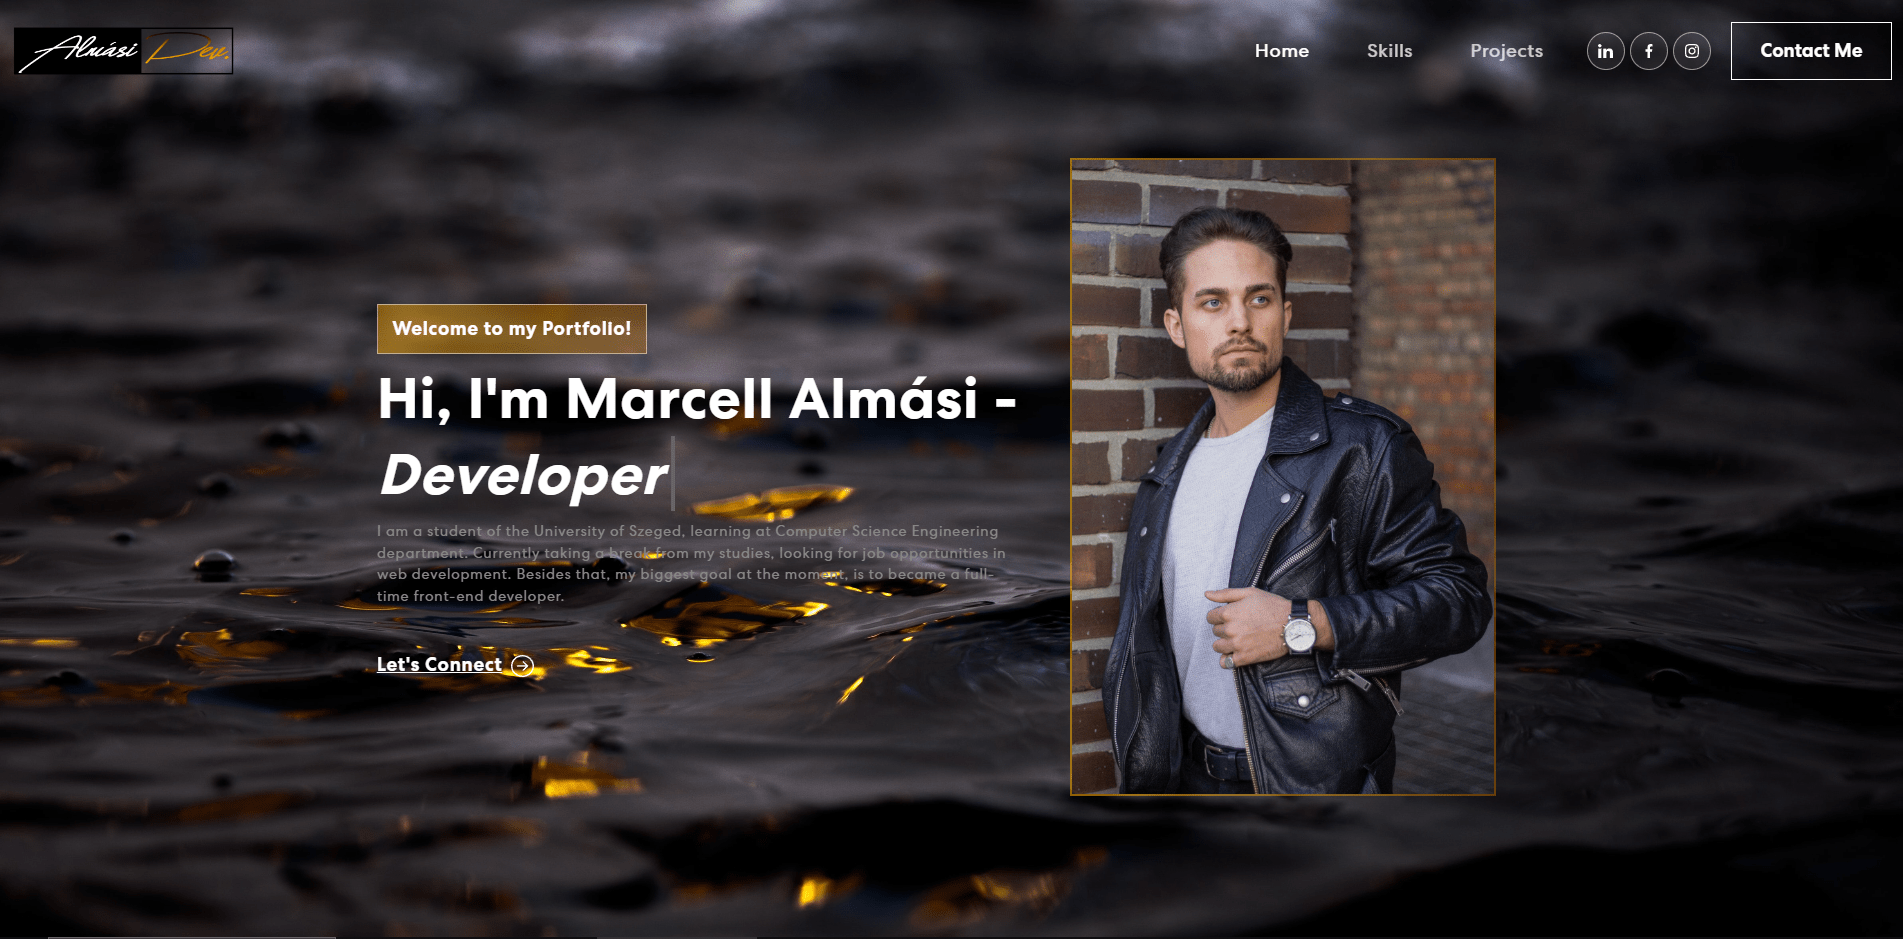 Almási Dev.
Home Skills Projects Contact Me
Welcome to my Portfolio!
Hi, I'm Marcell Almási -
Developer
I am a student of the University of Szeged, learning at Computer Science Engineering
department. Currently taking a break from my studies, looking for job opportunities in
web development. Besides that, my biggest goal at the moment, is to became a full-
time front-end developer.
Let's Connect